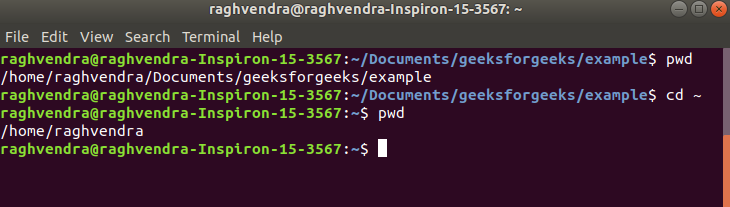 raghvendra@raghvendra-Inspiron-15-3567: ~
File Edit View Search Terminal Help
raghvendra@raghvendra-Inspiron-15-3567:~/Documents/geeksforgeeks/example$ pwd
/home/raghvendra/Documents/geeksforgeeks/example
raghvendra@raghvendra-Inspiron-15-3567:~/Documents/geeksforgeeks/example$ cd ~
raghvendra@raghvendra-Inspiron-15-3567:~$ pwd
/home/raghvendra
raghvendra@raghvendra-Inspiron-15-3567:~$